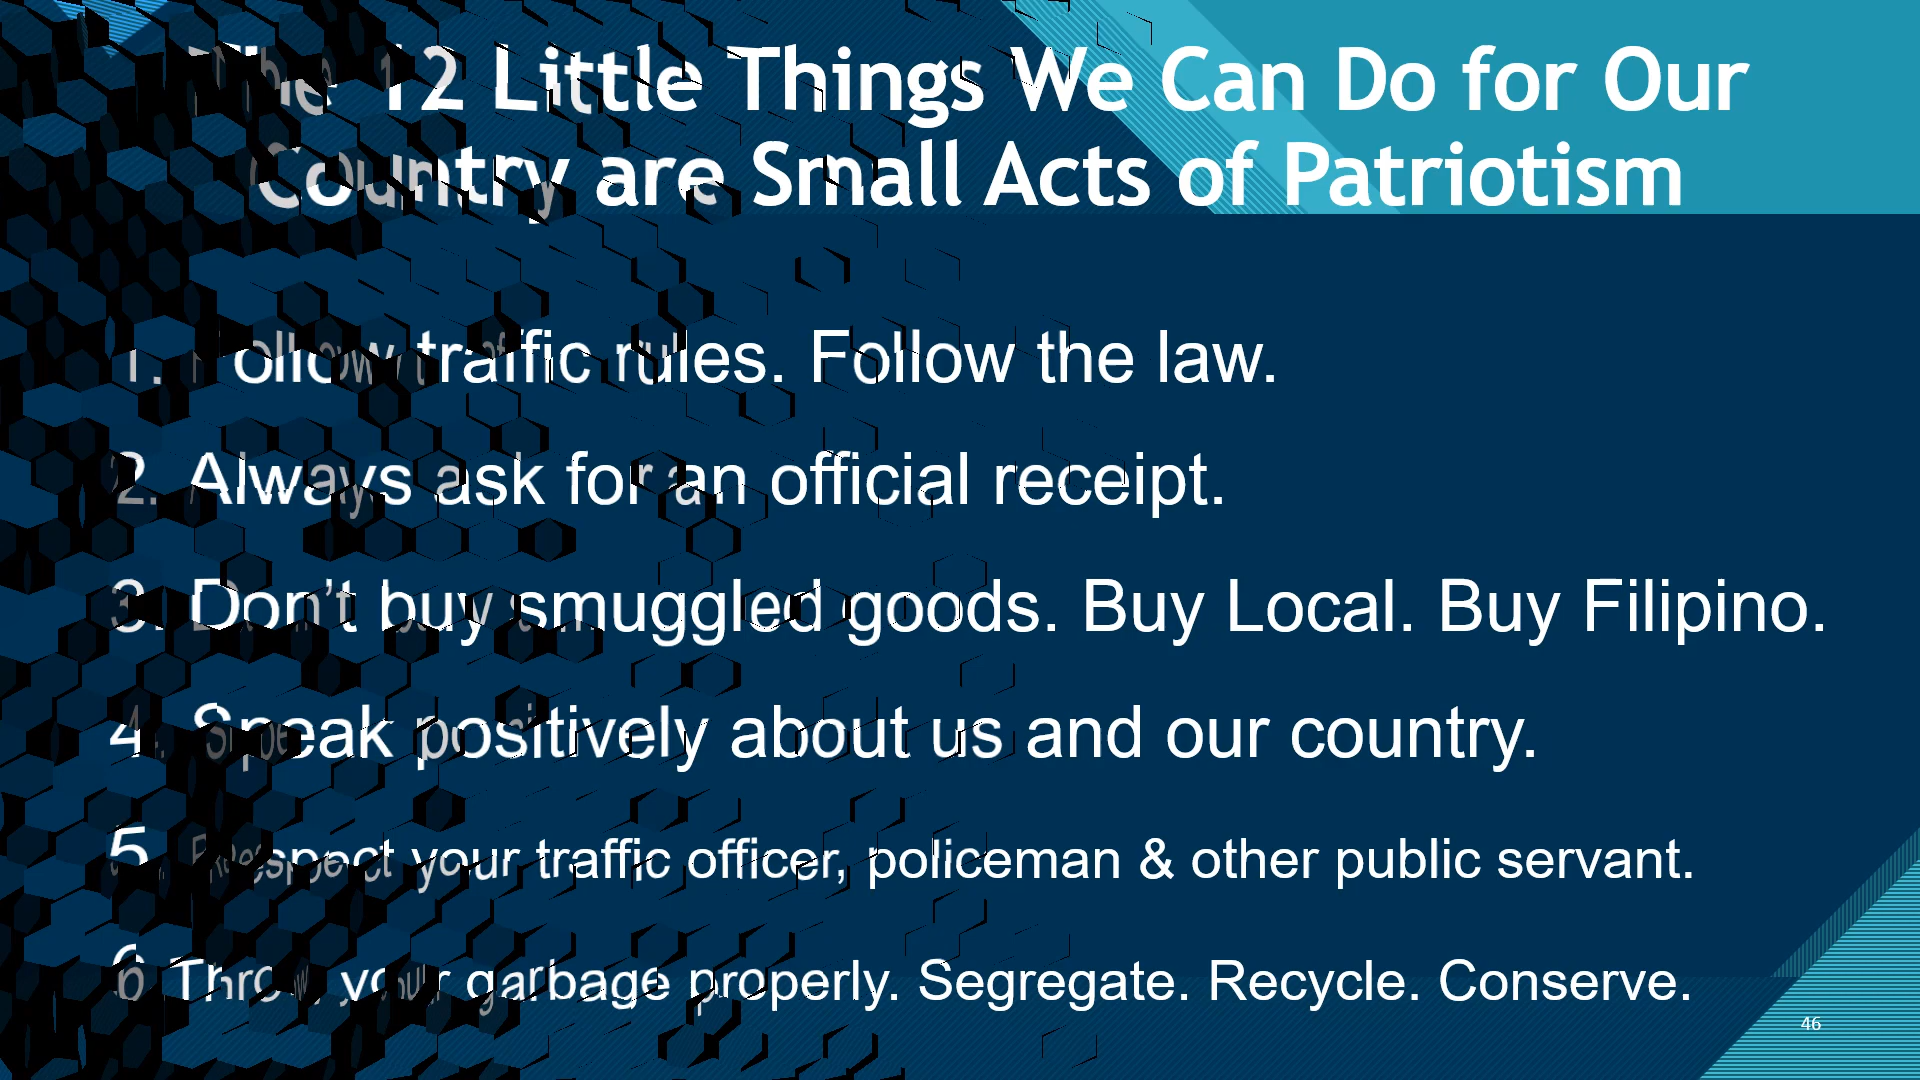 The 12 Little Things We Can Do for Our
Country are Small Acts of Patriotism
1. Follow traffic rules. Follow the law.
2. Always ask for an official receipt.
3. Don’t buy smuggled goods. Buy Local. Buy Filipino.
4. Speak positively about us and our country.
5. Respect your traffic officer, policeman & other public servant.
6. Throw your garbage properly. Segregate. Recycle. Conserve.
46